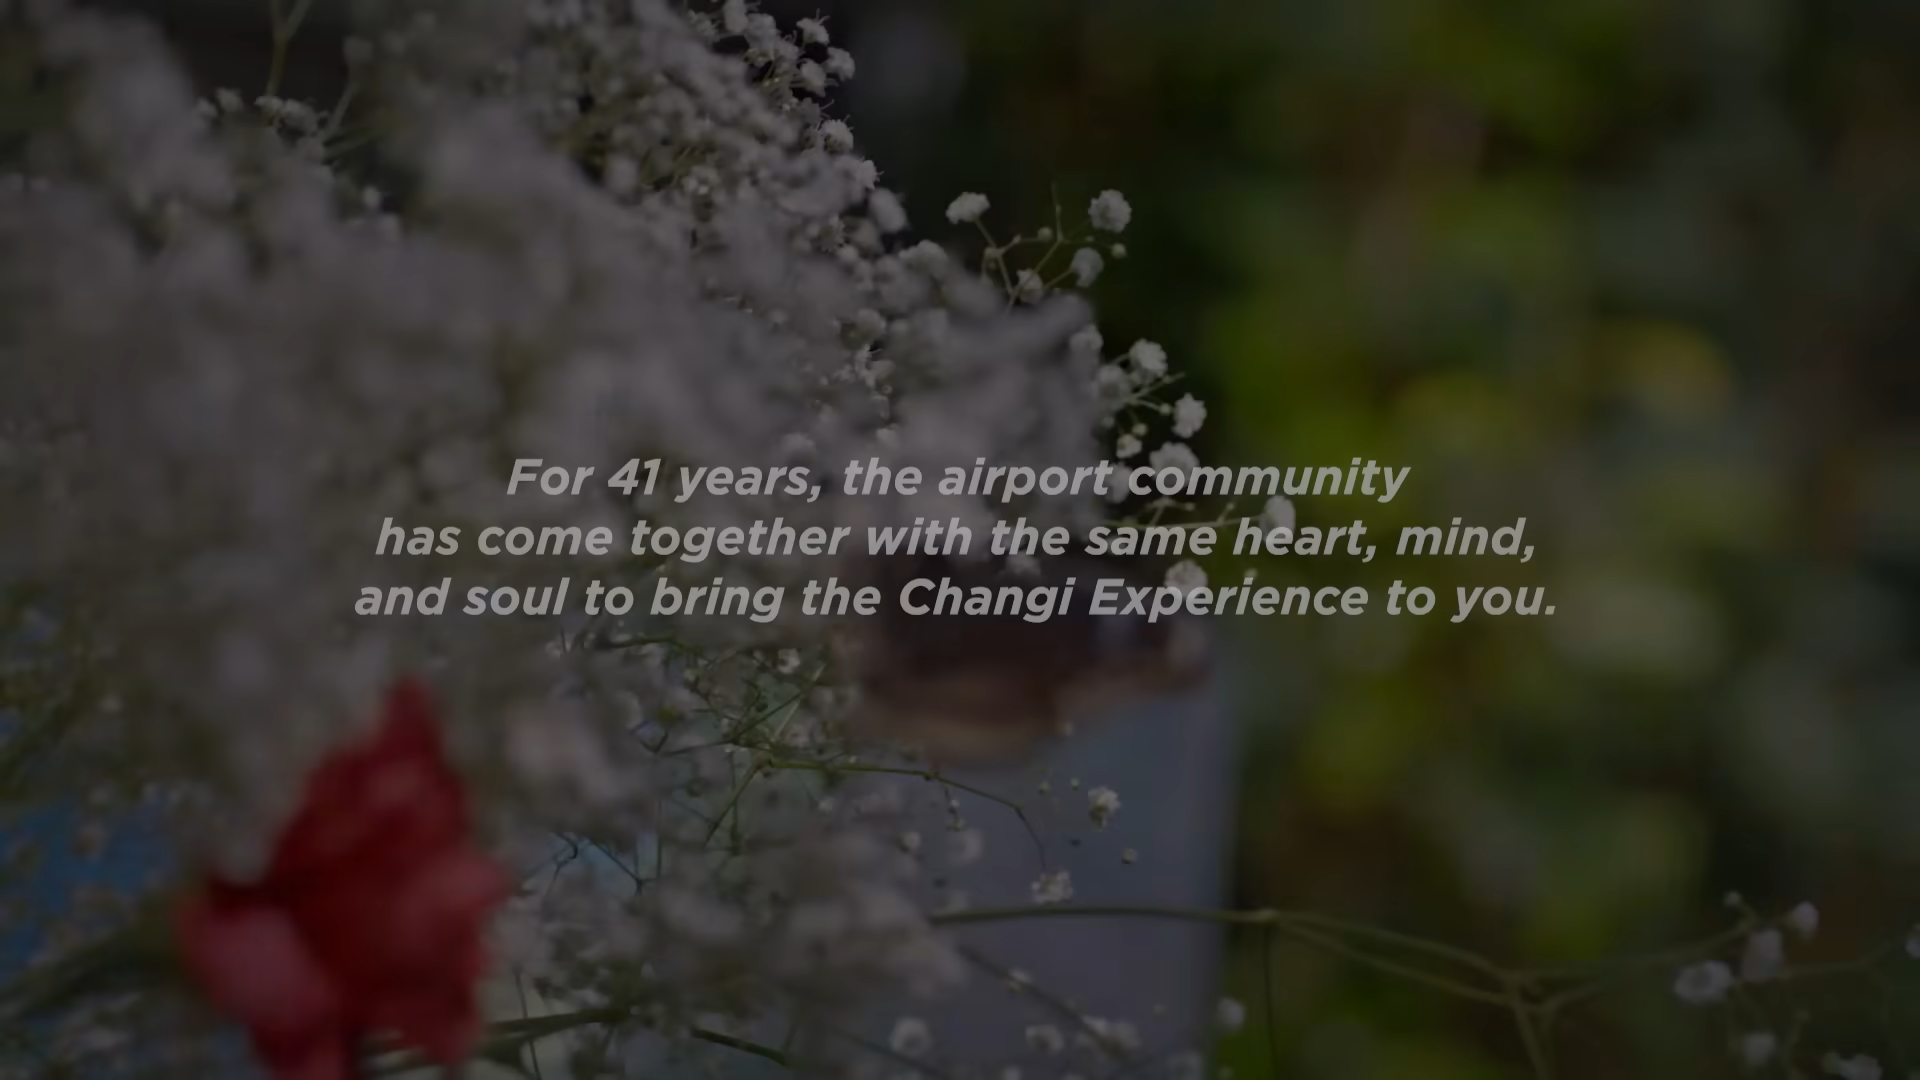 For 41 years, the airport community
has come together with the same heart, mind,
and soul to bring the Changi Experience to you.